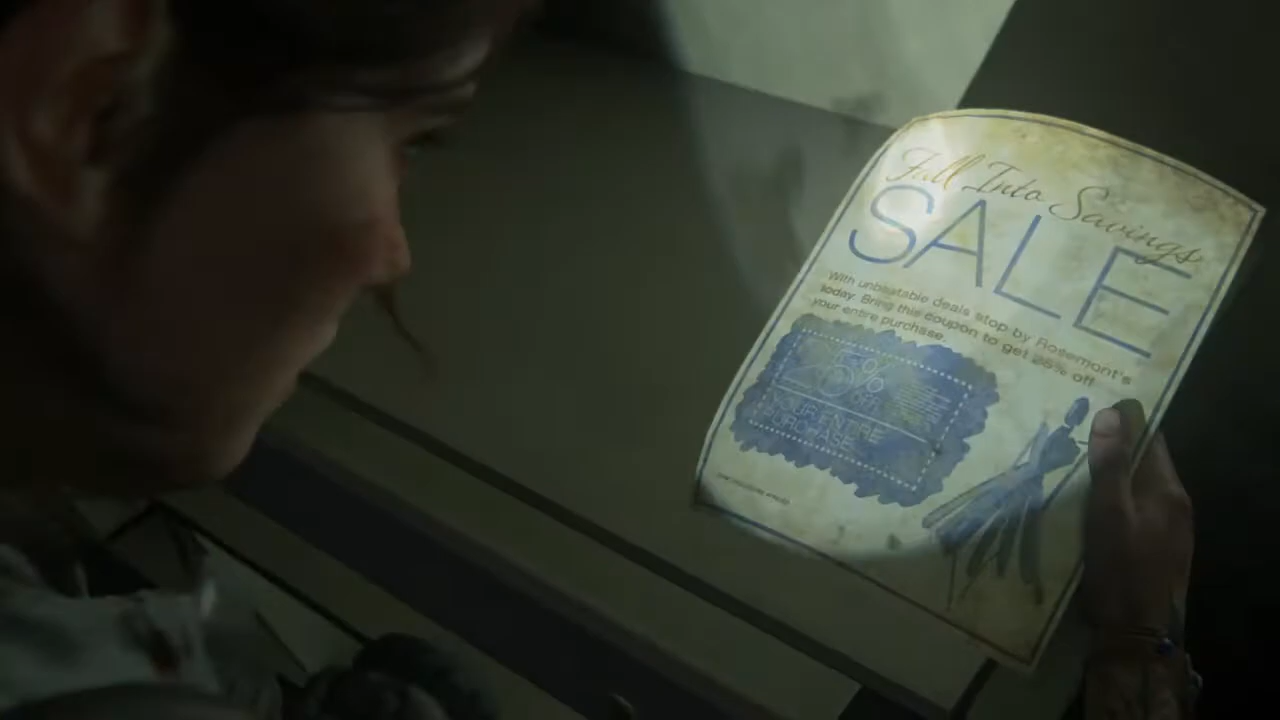 Fall Into Savings
SALE
With unbeatable deals stop by Rosemont's
today. Bring this coupon to get 25% off
your entire purchase.
25%
OFF
YOUR ENTIRE
PURCHASE